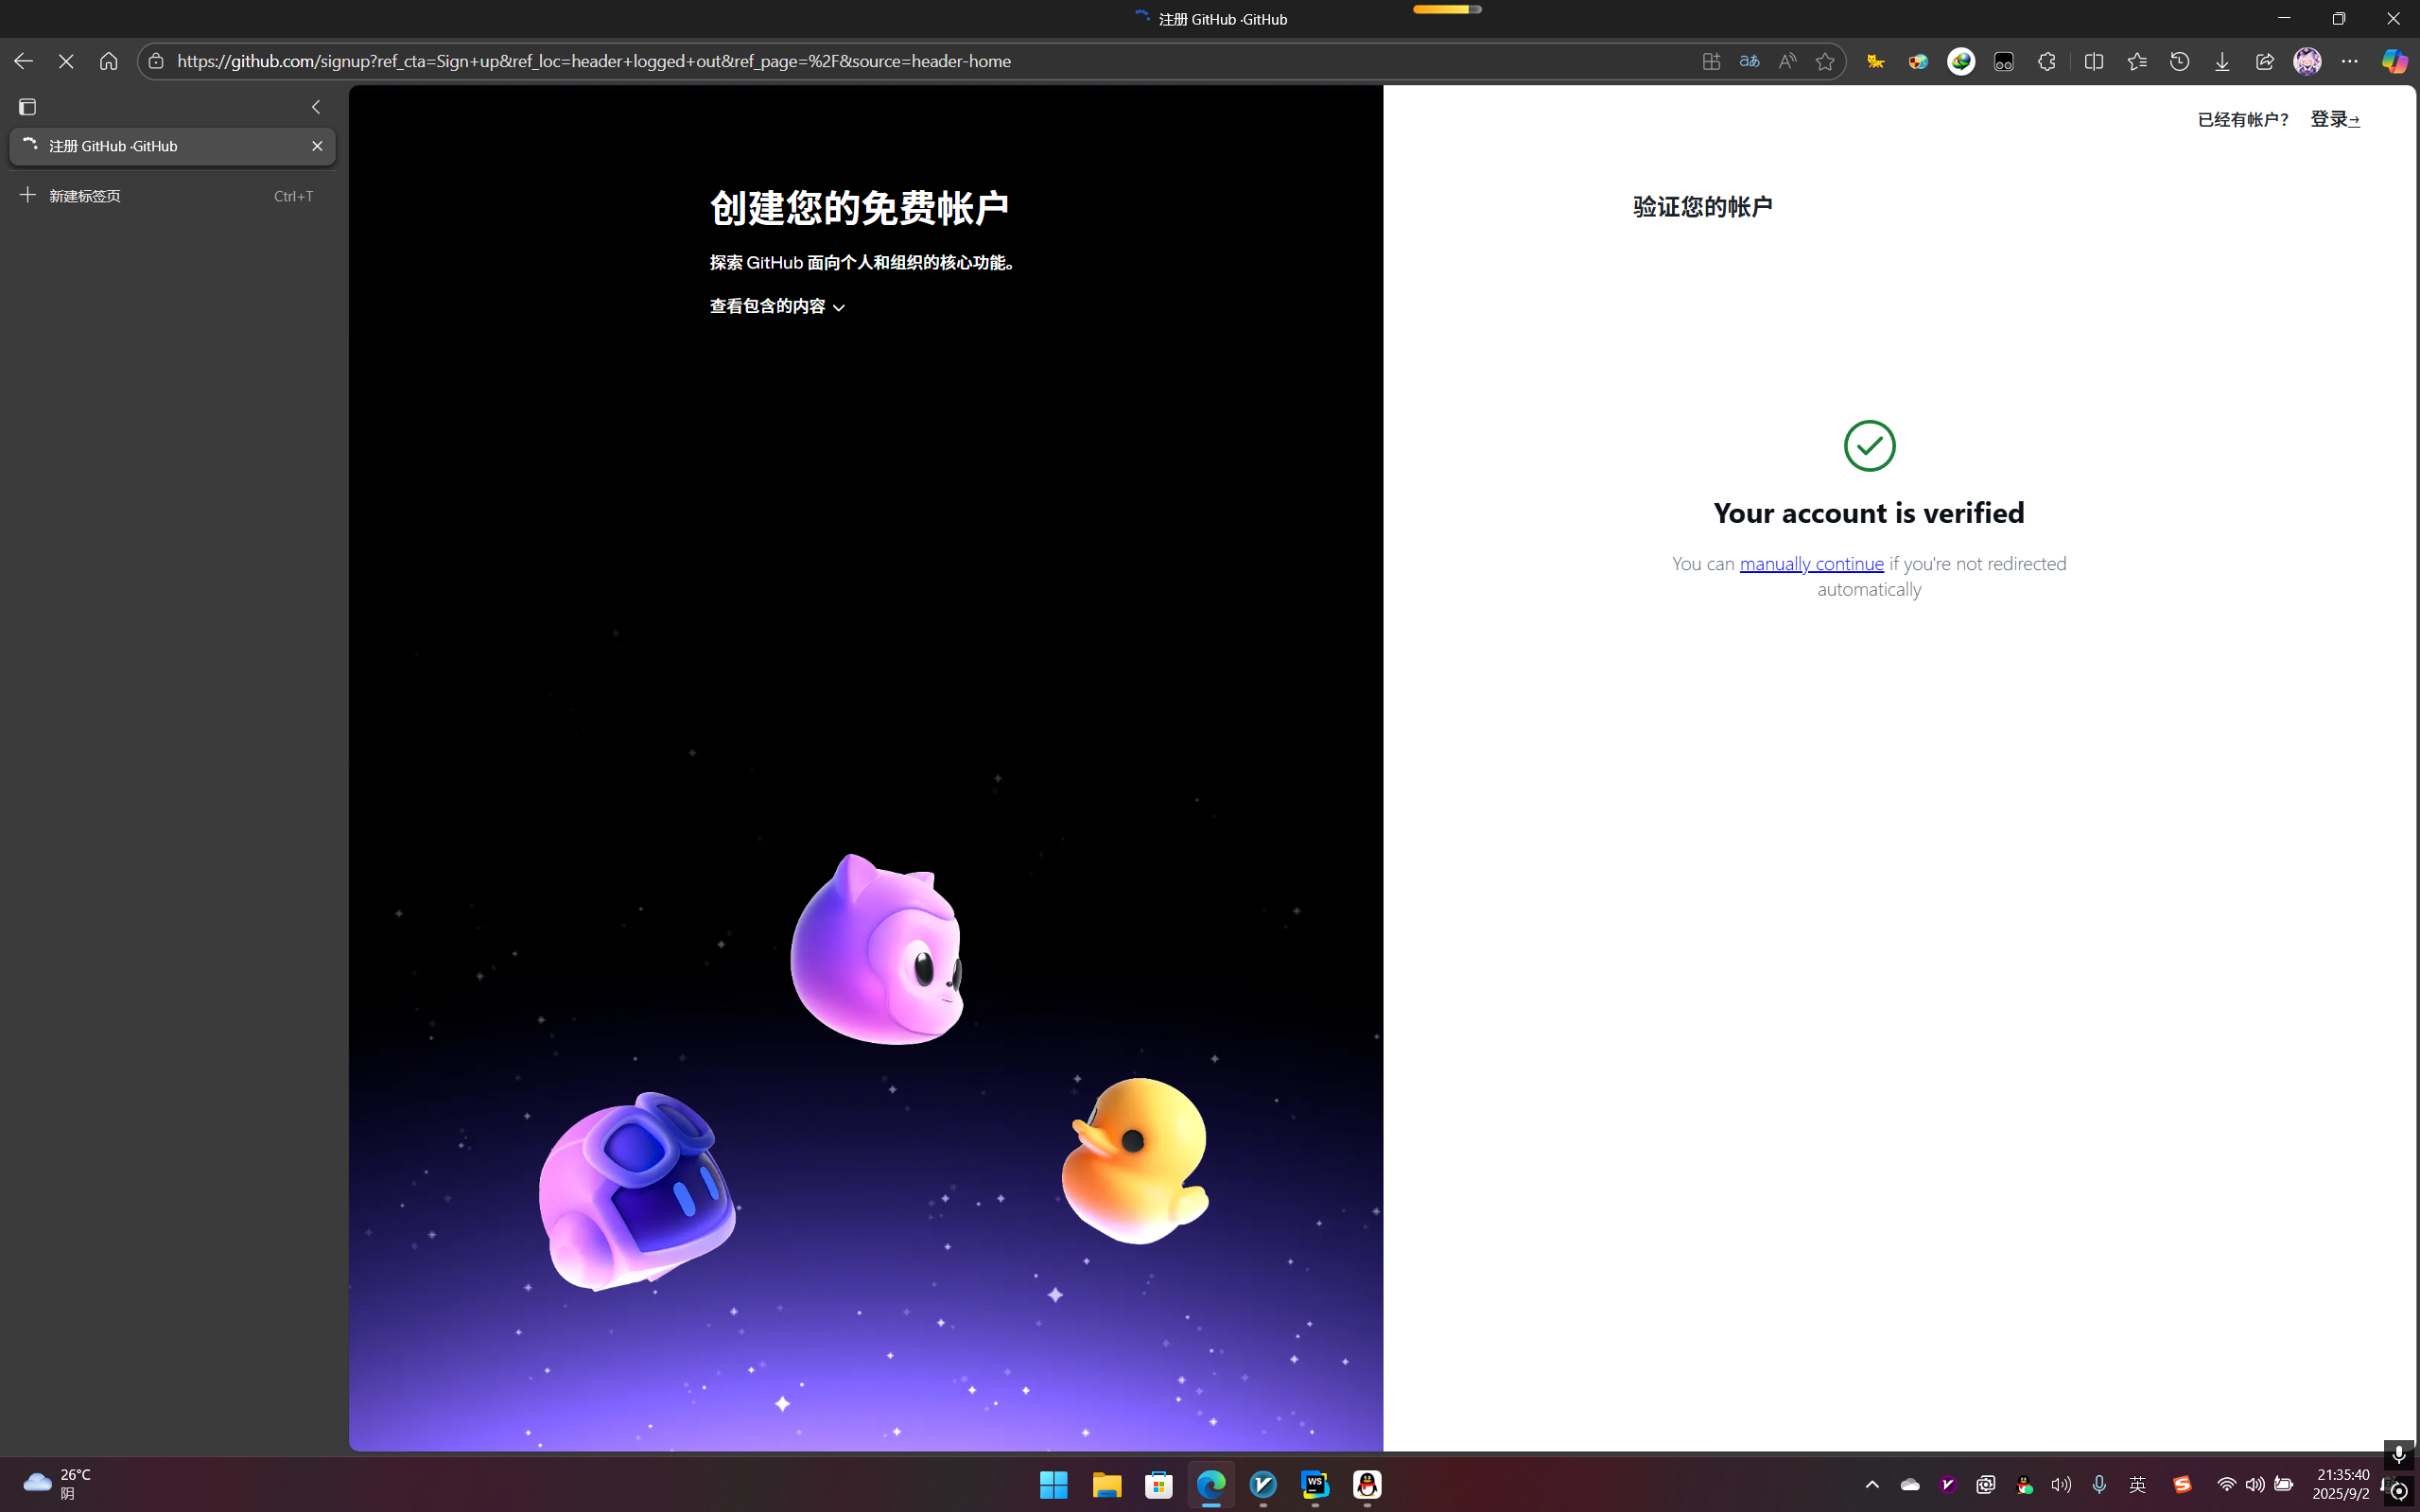 注册 GitHub ·GitHub
https://github.com/signup?ref_cta=Sign+up&ref_loc=header+logged+out&ref_page=%2F&source=header-home
注册 GitHub ·GitHub
新建标签页 Ctrl+T
已经有帐户？ 登录→
创建您的免费帐户
探索 GitHub 面向个人和组织的核心功能。
查看包含的内容
验证您的帐户
Your account is verified
You can manually continue if you're not redirected
automatically
26°C
阴
WS
英
21:35:40
2025/9/2